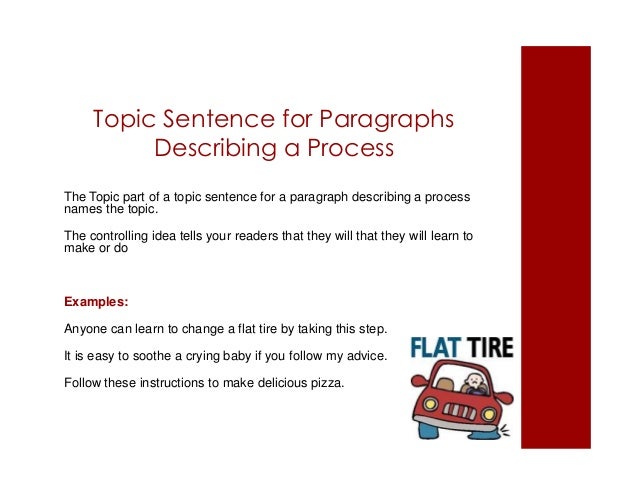 Topic Sentence for Paragraphs
Describing a Process
The Topic part of a topic sentence for a paragraph describing a process
names the topic.
The controlling idea tells your readers that they will that they will learn to
make or do
Examples:
Anyone can learn to change a flat tire by taking this step.
It is easy to soothe a crying baby if you follow my advice.
Follow these instructions to make delicious pizza.
FLAT TIRE